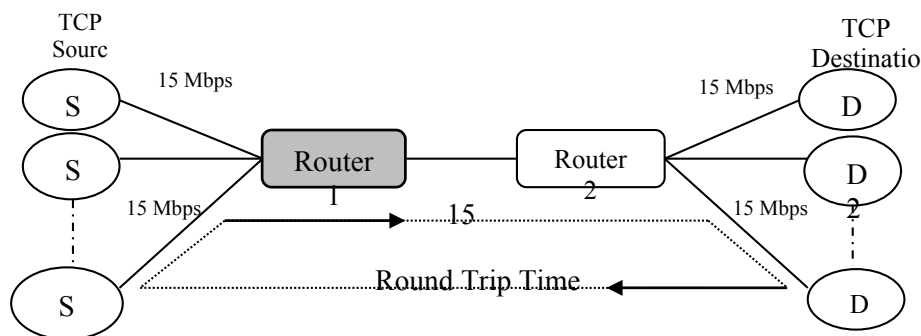 TCP
Sourc
TCP
Destinatio
15 Mbps
15 Mbps
S
D
S
Router
1
Router
2
D
2
15 Mbps
15
15 Mbps
Round Trip Time
S
D